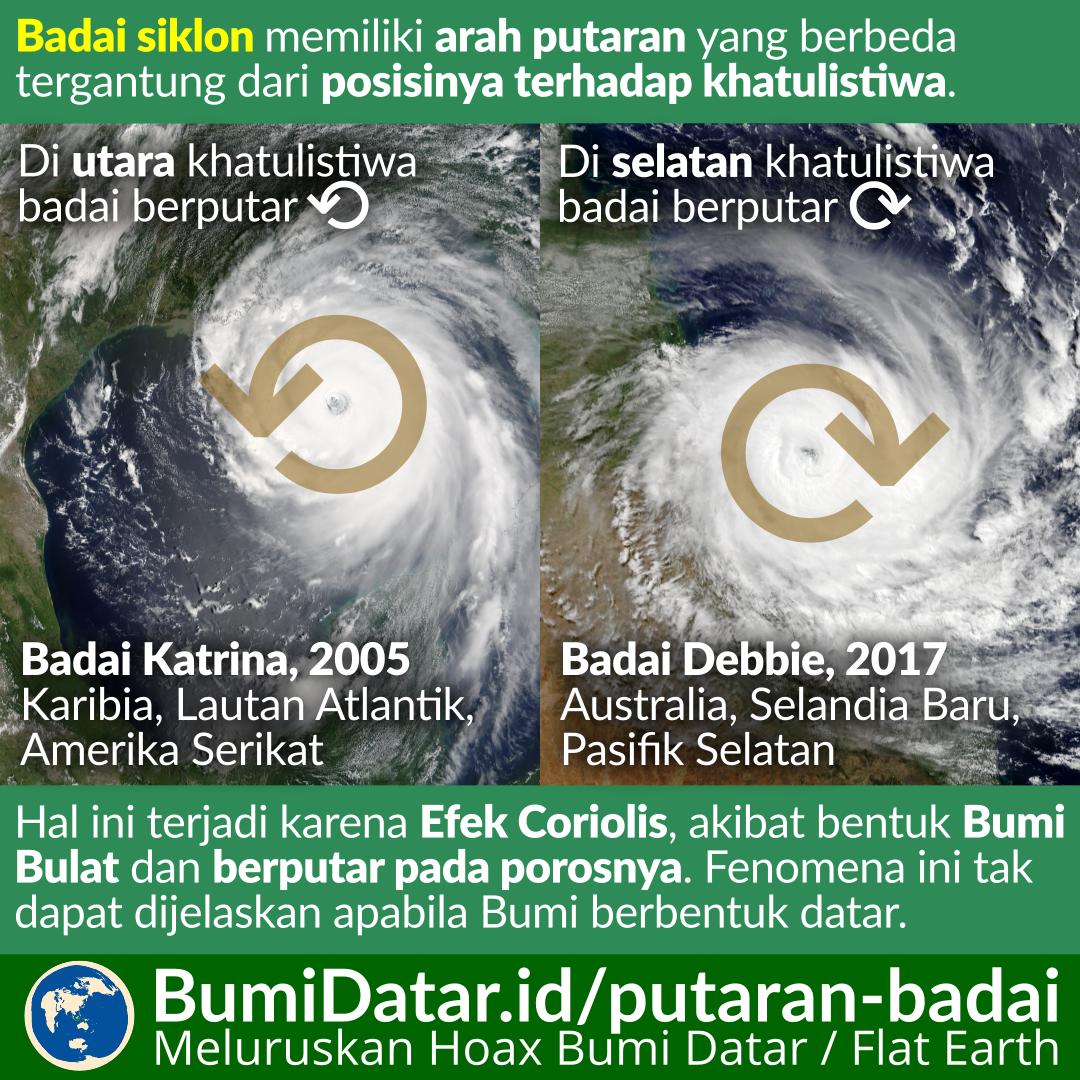 Badai siklon memiliki arah putaran yang berbeda
tergantung dari posisinya terhadap khatulistiwa.
Di utara khatulistiwa
badai berputar
Di selatan khatulistiwa
badai berputar
Badai Katrina, 2005
Karibia, Lautan Atlantik,
Amerika Serikat
Badai Debbie, 2017
Australia, Selandia Baru,
Pasifik Selatan
Hal ini terjadi karena Efek Coriolis, akibat bentuk Bumi
Bulat dan berputar pada porosnya. Fenomena ini tak
dapat dijelaskan apabila Bumi berbentuk datar.
BumiDatar.id/putaran-badai
Meluruskan Hoax Bumi Datar / Flat Earth